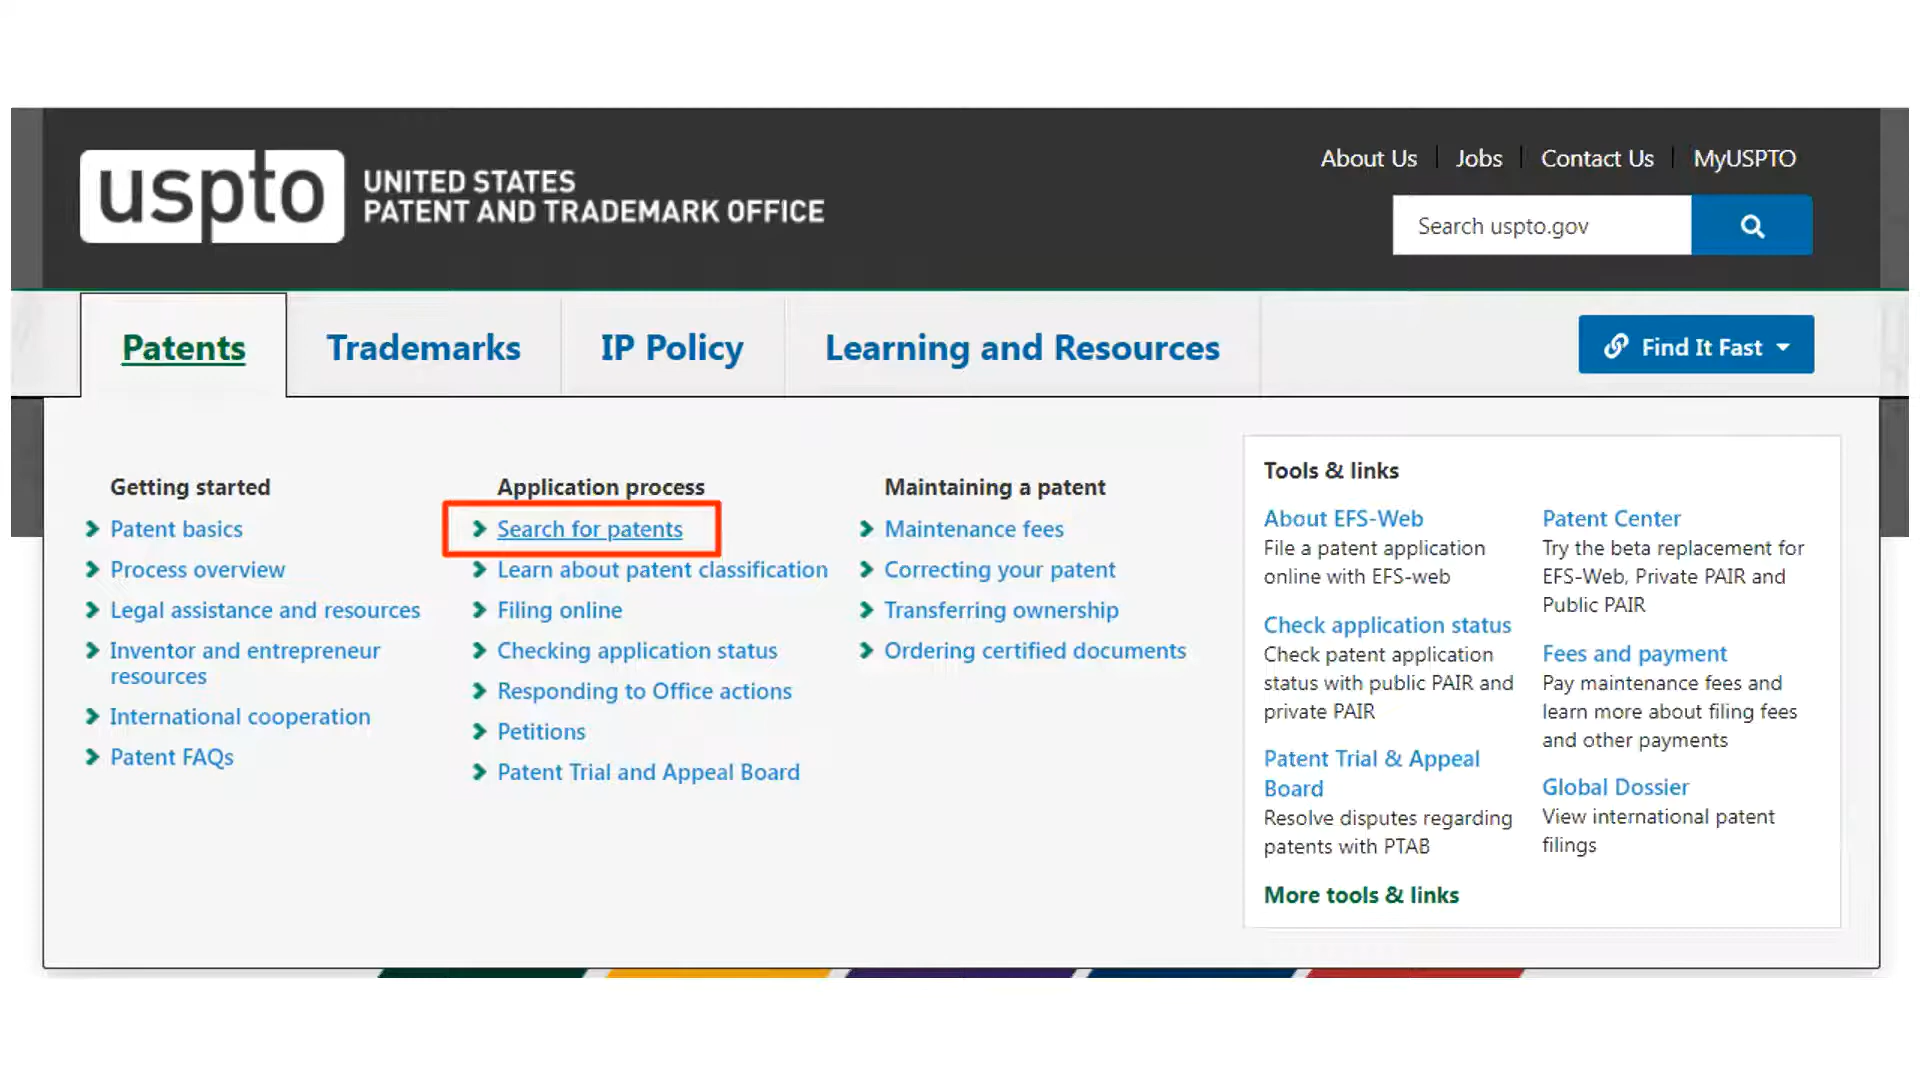 uspto UNITED STATES
PATENT AND TRADEMARK OFFICE
About Us Jobs Contact Us MyUSPTO
Search uspto.gov
Patents Trademarks IP Policy Learning and Resources Find It Fast
Getting started
Patent basics
Process overview
Legal assistance and resources
Inventor and entrepreneur
resources
International cooperation
Patent FAQs
Application process
Search for patents
Learn about patent classification
Filing online
Checking application status
Responding to Office actions
Petitions
Patent Trial and Appeal Board
Maintaining a patent
Maintenance fees
Correcting your patent
Transferring ownership
Ordering certified documents
Tools & links
About EFS-Web
File a patent application
online with EFS-web
Check application status
Check patent application
status with public PAIR and
private PAIR
Patent Trial & Appeal
Board
Resolve disputes regarding
patents with PTAB
Patent Center
Try the beta replacement for
EFS-Web, Private PAIR and
Public PAIR
Fees and payment
Pay maintenance fees and
learn more about filing fees
and other payments
Global Dossier
View international patent
filings
More tools & links